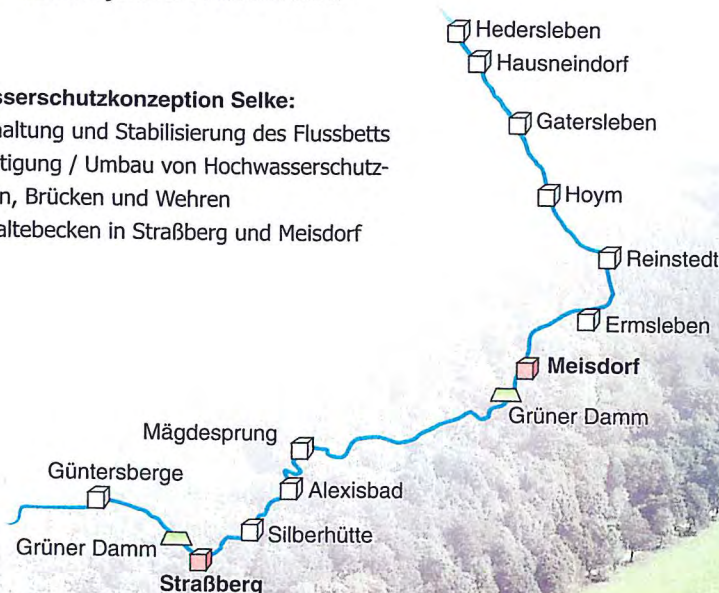 sserschutzkonzeption Selke:
altung und Stabilisierung des Flussbetts
tigung / Umbau von Hochwasserschutz-
n, Brücken und Wehren
altebecken in Straßberg und Meisdorf
Hedersleben
Hausneindorf
Gatersleben
Hoym
Reinstedt
Ermsleben
Meisdorf
Grüner Damm
Mägdesprung
Güntersberge
Alexisbad
Silberhütte
Grüner Damm
Straßberg